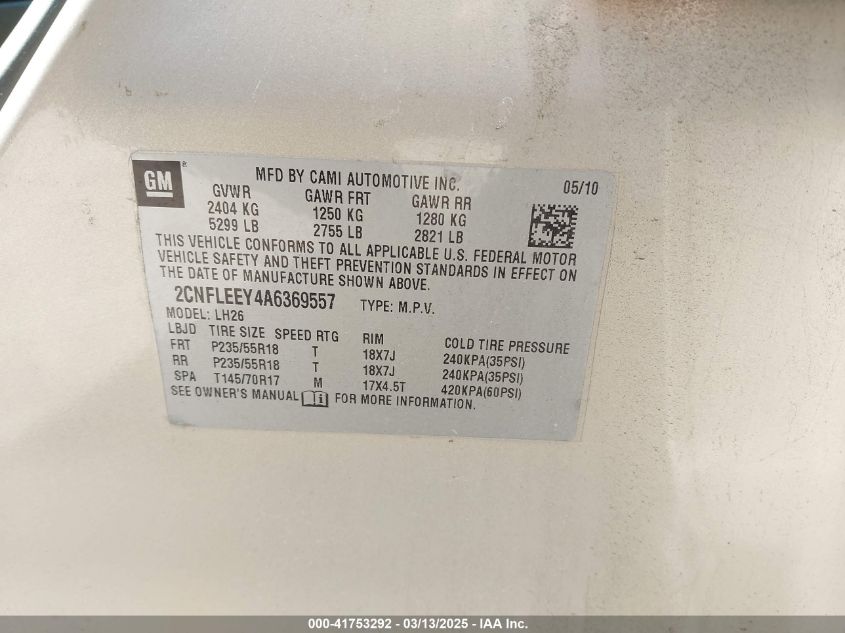 GM ®
MFD BY CAMI AUTOMOTIVE INC. 05/10
GVWR GAWR FRT GAWR RR
2404 KG 1250 KG 1280 KG
5299 LB 2755 LB 2821 LB
THIS VEHICLE CONFORMS TO ALL APPLICABLE U.S. FEDERAL MOTOR
VEHICLE SAFETY AND THEFT PREVENTION STANDARDS IN EFFECT ON
THE DATE OF MANUFACTURE SHOWN ABOVE.
2CNFLEEY4A6369557 TYPE: M.P.V.
MODEL: LH26
LBJD TIRE SIZE SPEED RTG RIM COLD TIRE PRESSURE
FRT P235/55R18 T 18X7J 240KPA(35PSI)
RR P235/55R18 T 18X7J 240KPA(35PSI)
SPA T145/70R17 M 17X4.5T 420KPA(60PSI)
SEE OWNER'S MANUAL i FOR MORE INFORMATION.
000-41753292 - 03/13/2025 - IAA Inc.